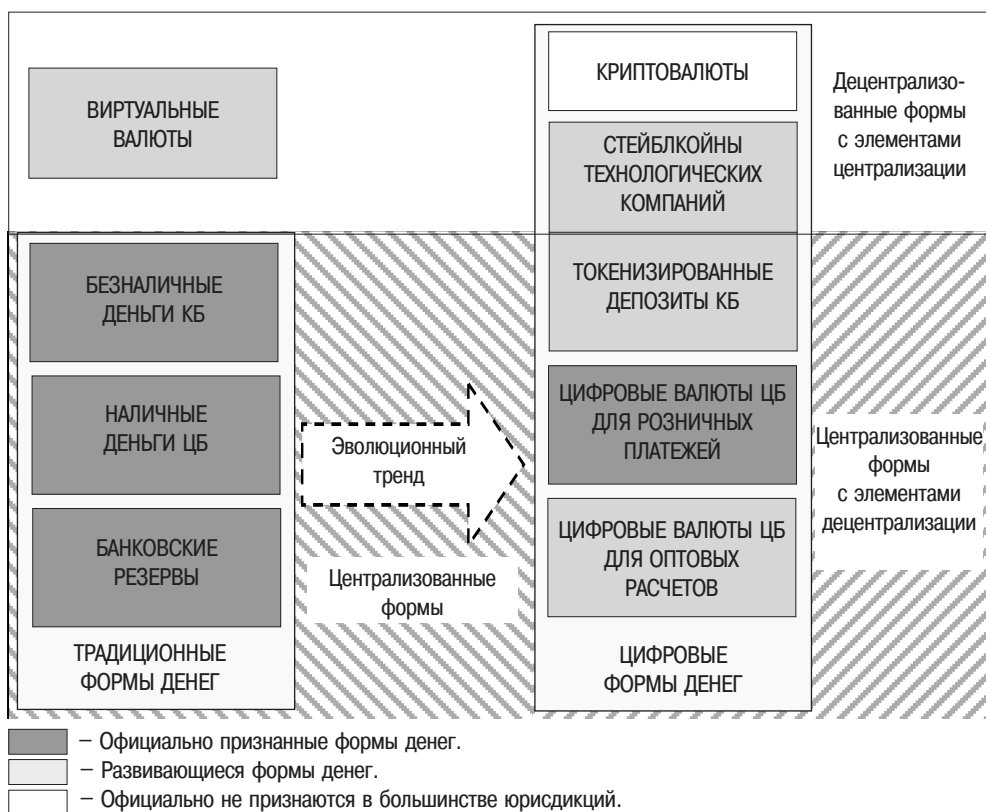 ВИРТУАЛЬНЫЕ
ВАЛЮТЫ
КРИПТОВАЛЮТЫ
СТЕЙБЛКОЙНЫ
ТЕХНОЛОГИЧЕСКИХ
КОМПАНИЙ
Децентрализо-
ванные формы
с элементами
централизации
БЕЗНАЛИЧНЫЕ
ДЕНЬГИ КБ
НАЛИЧНЫЕ
ДЕНЬГИ ЦБ
БАНКОВСКИЕ
РЕЗЕРВЫ
ТРАДИЦИОННЫЕ
ФОРМЫ ДЕНЕГ
Эволюционный
тренд
Централизованные
формы
ТОКЕНИЗИРОВАННЫЕ
ДЕПОЗИТЫ КБ
ЦИФРОВЫЕ ВАЛЮТЫ ЦБ
ДЛЯ РОЗНИЧНЫХ
ПЛАТЕЖЕЙ
ЦИФРОВЫЕ ВАЛЮТЫ ЦБ
ДЛЯ ОПТОВЫХ
РАСЧЕТОВ
ЦИФРОВЫЕ
ФОРМЫ ДЕНЕГ
Централизованные
формы
с элементами
децентрализации
– Официально признанные формы денег.
– Развивающиеся формы денег.
– Официально не признаются в большинстве юрисдикций.